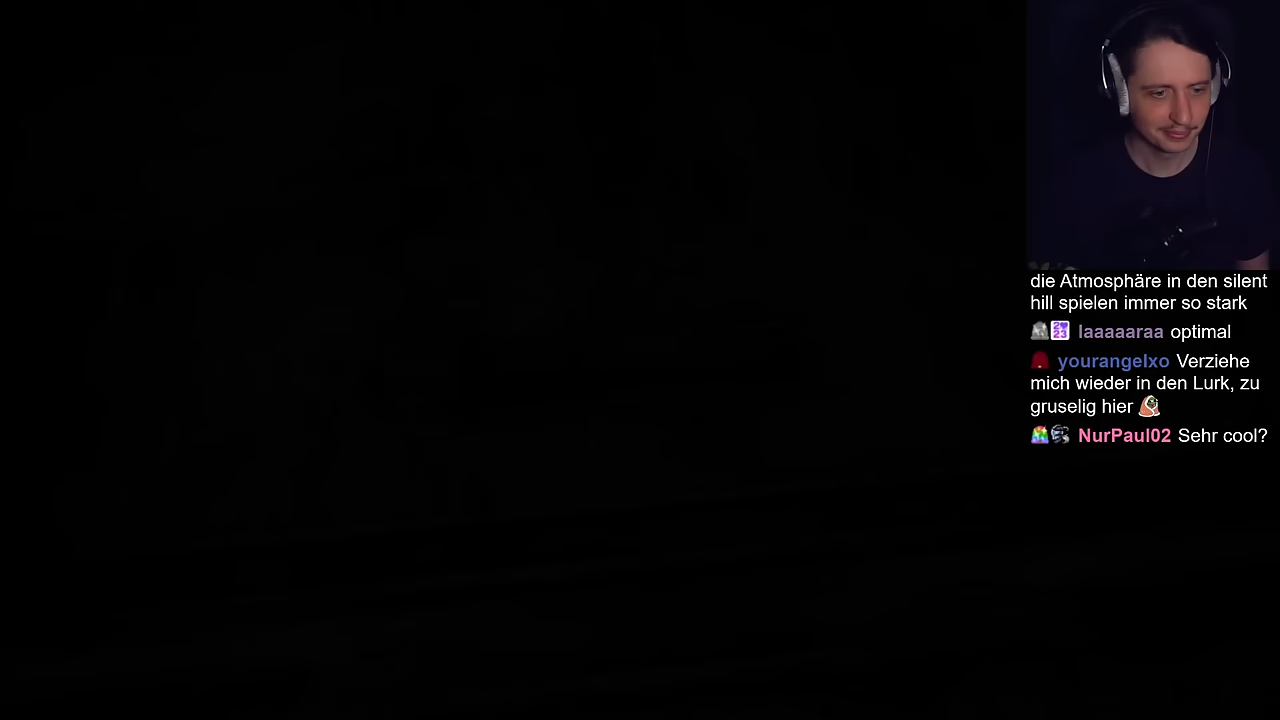 die Atmosphäre in den silent
hill spielen immer so stark
laaaaaraa optimal
yourangelxo Verziehe
mich wieder in den Lurk, zu
gruselig hier
NurPaul02 Sehr cool?